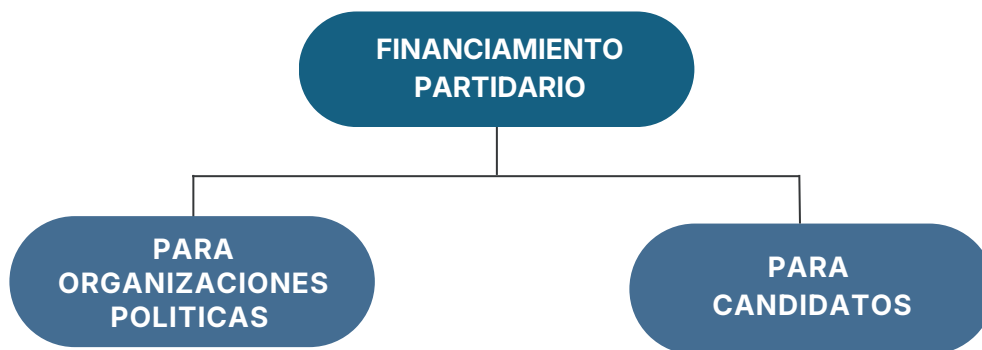 FINANCIAMIENTO
PARTIDARIO
PARA
ORGANIZACIONES
POLITICAS
PARA
CANDIDATOS